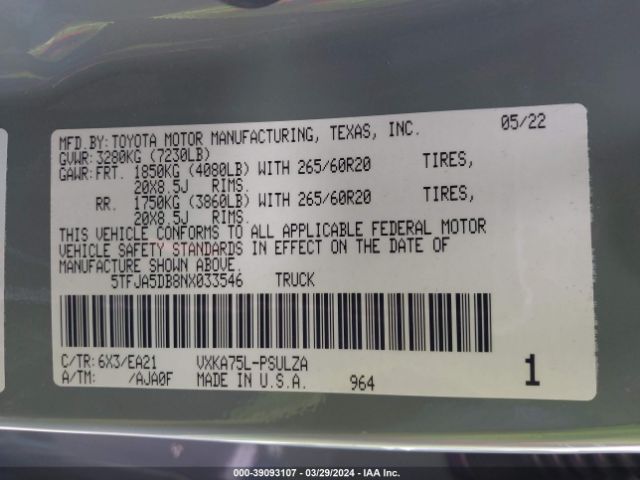 MFD.BY: TOYOTA MOTOR MANUFACTURING, TEXAS, INC. 05/22
GVWR: 3280KG (7230LB)
GAWR: FRT. 1850KG (4080LB) WITH 265/60R20 TIRES,
20X8.5J RIMS.
RR. 1750KG (3860LB) WITH 265/60R20 TIRES,
20X8.5J RIMS.
THIS VEHICLE CONFORMS TO ALL APPLICABLE FEDERAL MOTOR
VEHICLE SAFETY STANDARDS IN EFFECT ON THE DATE OF
MANUFACTURE SHOWN ABOVE.
5TFJA5DB8NX033546 TRUCK
C/TR: 6X3/EA21 VXKA75L-PSULZA
A/TM: /AJA0F MADE IN U.S.A. 964 1
000-39093107 - 03/29/2024 - IAA Inc.